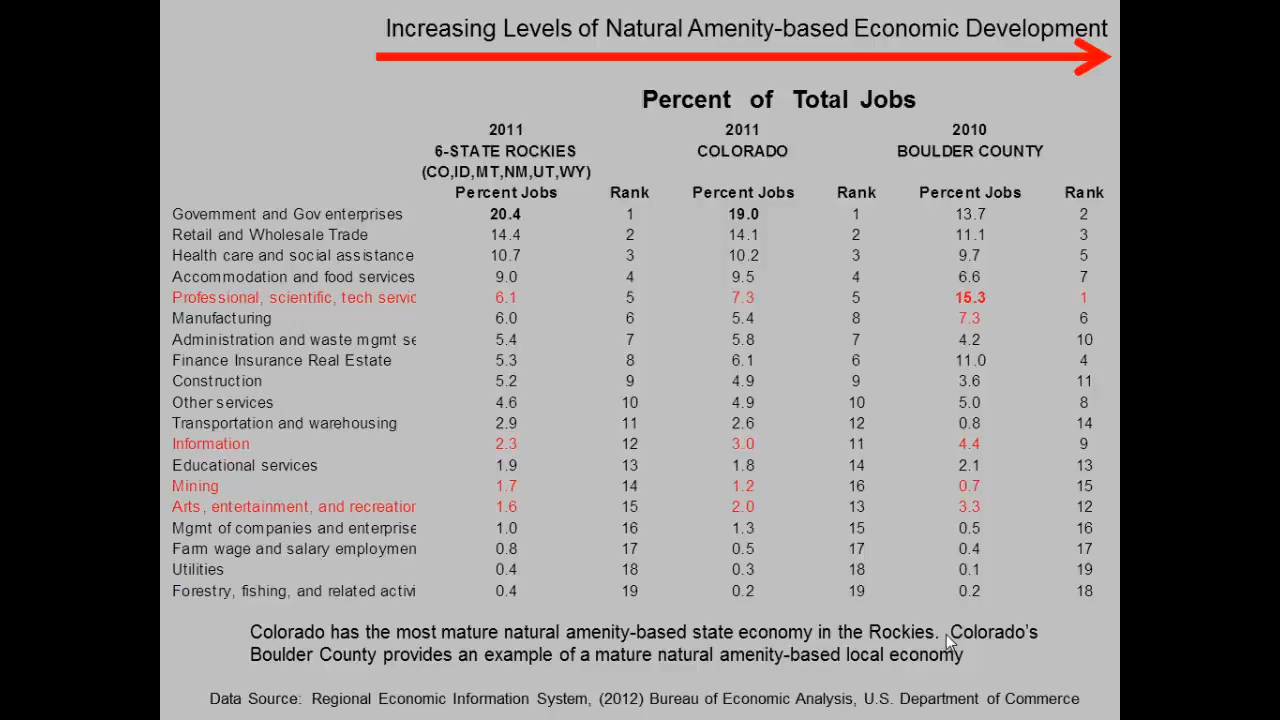 Increasing Levels of Natural Amenity-based Economic Development
Percent of Total Jobs
2011 2011 2010
6-STATE ROCKIES COLORADO BOULDER COUNTY
(CO,ID,MT,NM,UT,WY)
Percent Jobs Rank Percent Jobs Rank Percent Jobs Rank
Government and Gov enterprises 20.4 1 19.0 1 13.7 2
Retail and Wholesale Trade 14.4 2 14.1 2 11.1 3
Health care and social assistance 10.7 3 10.2 3 9.7 5
Accommodation and food services 9.0 4 9.5 4 6.6 7
Professional, scientific, tech servic 6.1 5 7.3 5 15.3 1
Manufacturing 6.0 6 5.4 8 7.3 6
Administration and waste mgmt se 5.4 7 5.8 7 4.2 10
Finance Insurance Real Estate 5.3 8 6.1 6 11.0 4
Construction 5.2 9 4.9 9 3.6 11
Other services 4.6 10 4.9 10 5.0 8
Transportation and warehousing 2.9 11 2.6 12 0.8 14
Information 2.3 12 3.0 11 4.4 9
Educational services 1.9 13 1.8 14 2.1 13
Mining 1.7 14 1.2 16 0.7 15
Arts, entertainment, and recreation 1.6 15 2.0 13 3.3 12
Mgmt of companies and enterprise 1.0 16 1.3 15 0.5 16
Farm wage and salary employmen 0.8 17 0.5 17 0.4 17
Utilities 0.4 18 0.3 18 0.1 19
Forestry, fishing, and related activi 0.4 19 0.2 19 0.2 18
Colorado has the most mature natural amenity-based state economy in the Rockies. Colorado's
Boulder County provides an example of a mature natural amenity-based local economy
Data Source: Regional Economic Information System, (2012) Bureau of Economic Analysis, U.S. Department of Commerce